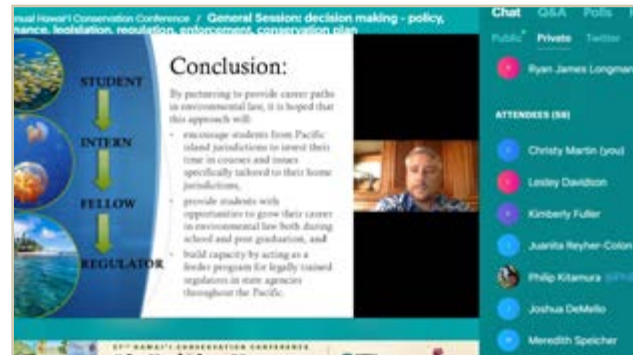 nnual Hawai'i Conservation Conference / General Session: decision making - policy,
nance, legislation, regulation, enforcement, conservation plan
Chat Q&A Polls
Public Private Twitter
Ryan James Longman
ATTENDEES (59)
Christy Martin (you)
Lesley Davidson
Kimberly Fuller
Juanita Reyher-Colon
Philip Kitamura
Joshua DeMello
Meredith Speicher
STUDENT
INTERN
FELLOW
REGULATOR
Conclusion:
By partnering to provide career paths
in environmental law, it is hoped that
this approach will:
• encourage students from Pacific
island jurisdictions to invest their
time in courses and issues
specifically tailored to their home
jurisdictions,
• provide students with
opportunities to grow their career
in environmental law both during
school and post graduation, and
• build capacity by acting as a
feeder program for legally trained
regulators in state agencies
throughout the Pacific.
HAWAI'I CONSERVATION CONFERENCE